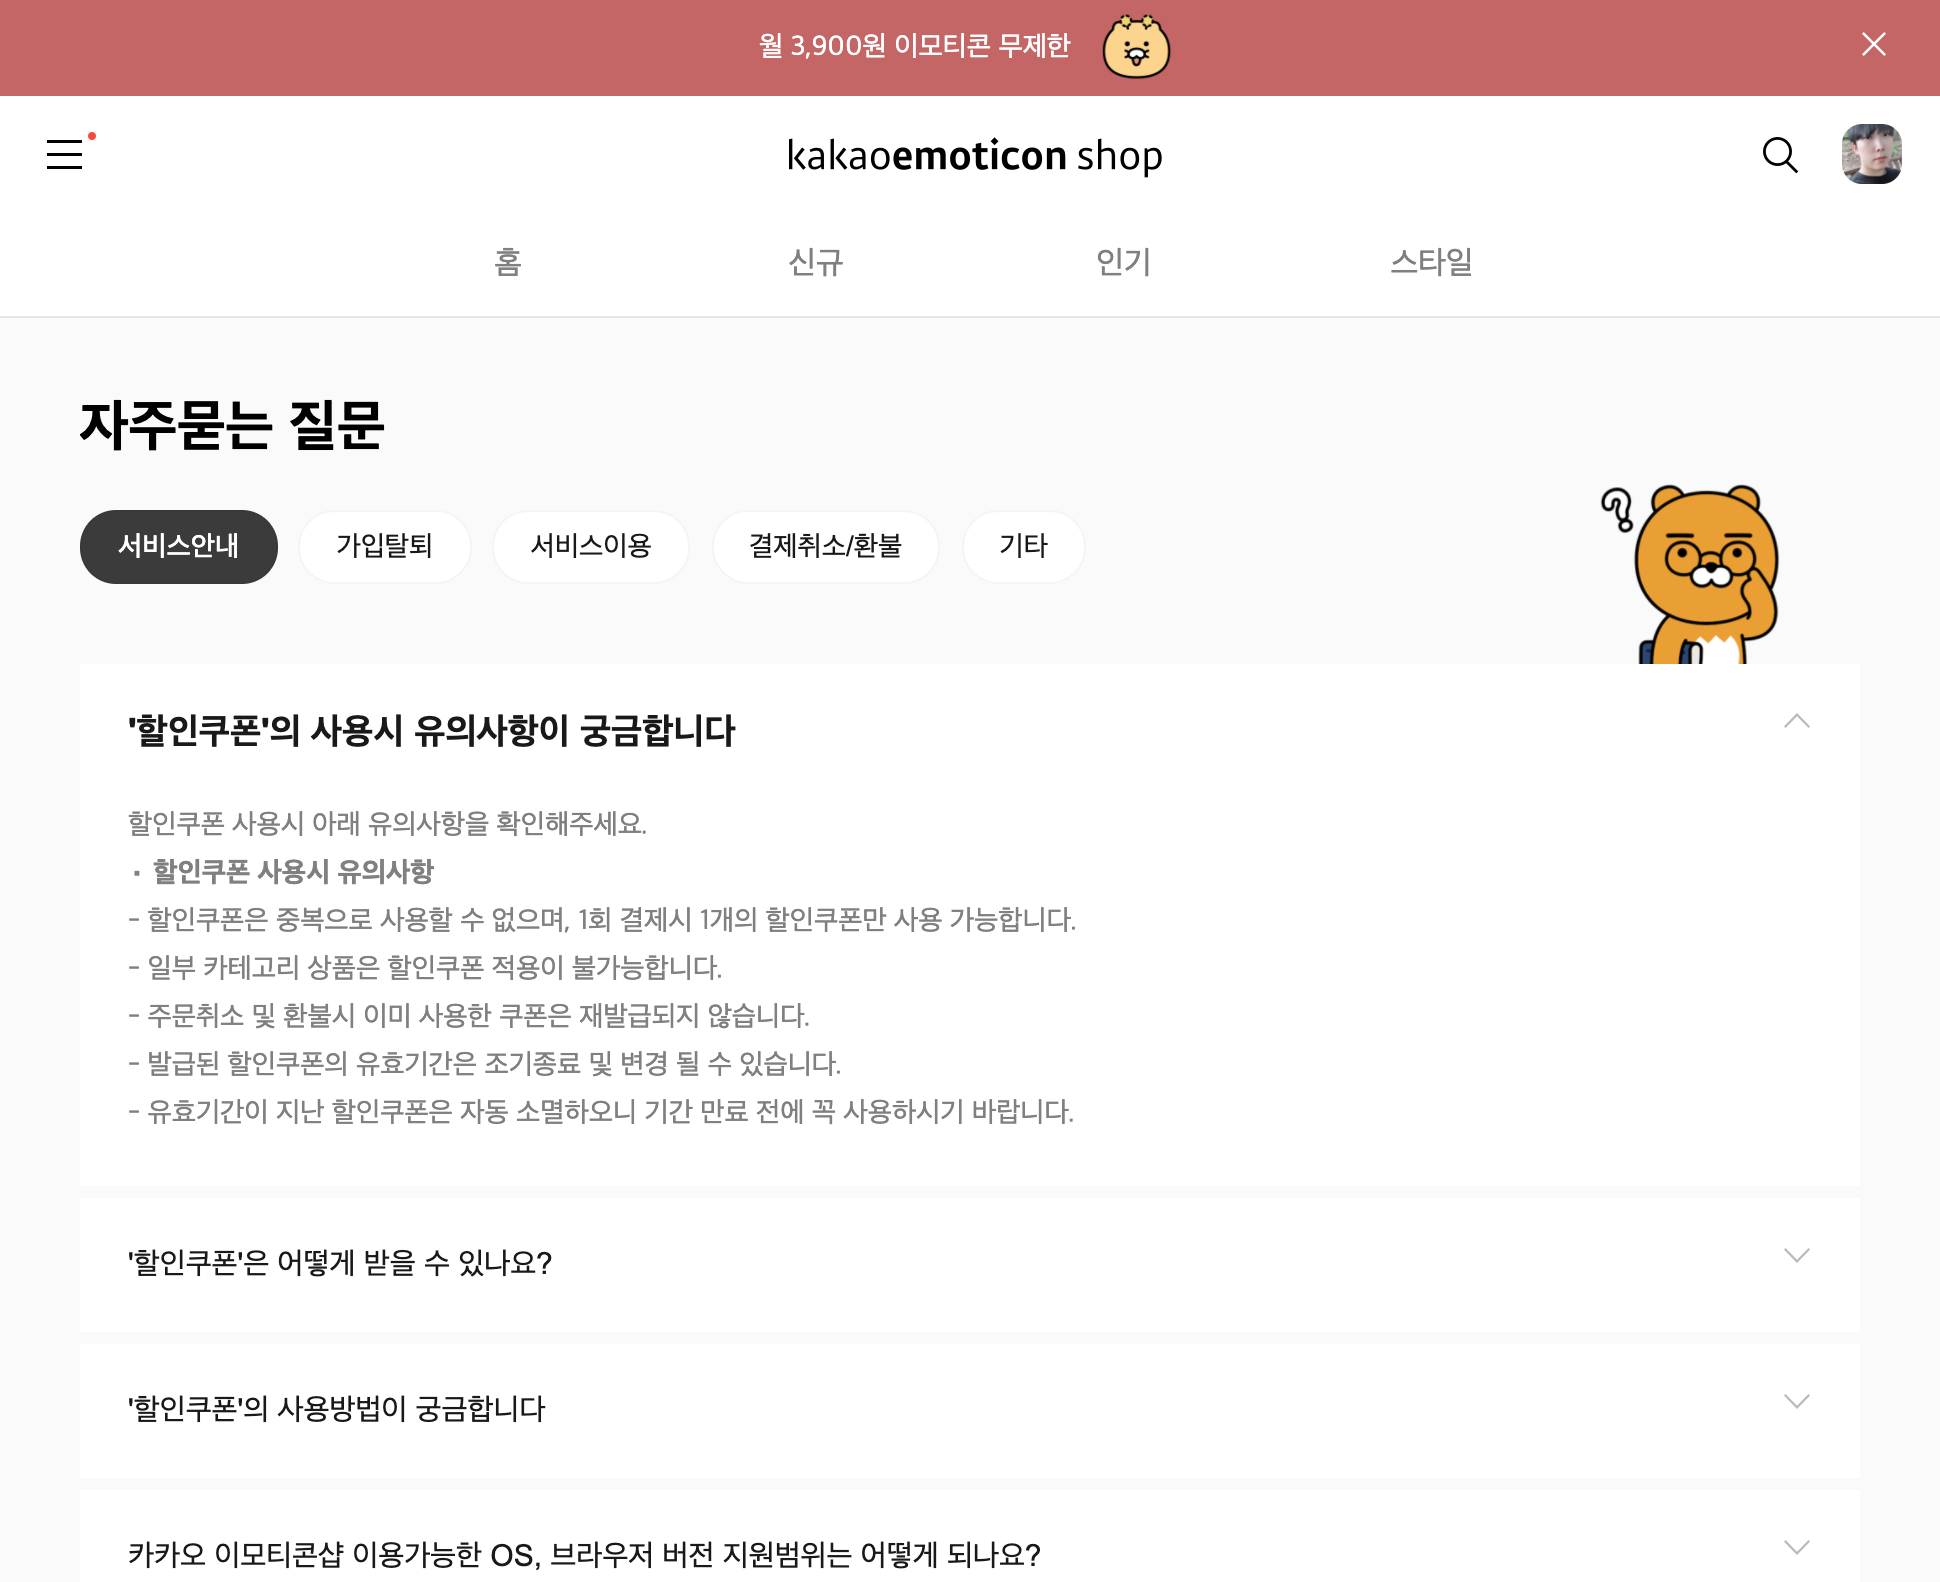 월 3,900원 이모티콘 무제한
kakaoemoticon shop
홈 신규 인기 스타일
자주묻는 질문
서비스안내 가입탈퇴 서비스이용 결제취소/환불 기타
?
'할인쿠폰'의 사용시 유의사항이 궁금합니다
할인쿠폰 사용시 아래 유의사항을 확인해주세요.
▪ 할인쿠폰 사용시 유의사항
- 할인쿠폰은 중복으로 사용할 수 없으며, 1회 결제시 1개의 할인쿠폰만 사용 가능합니다.
- 일부 카테고리 상품은 할인쿠폰 적용이 불가능합니다.
- 주문취소 및 환불시 이미 사용한 쿠폰은 재발급되지 않습니다.
- 발급된 할인쿠폰의 유효기간은 조기종료 및 변경 될 수 있습니다.
- 유효기간이 지난 할인쿠폰은 자동 소멸하오니 기간 만료 전에 꼭 사용하시기 바랍니다.
'할인쿠폰'은 어떻게 받을 수 있나요?
'할인쿠폰'의 사용방법이 궁금합니다
카카오 이모티콘샵 이용가능한 OS, 브라우저 버전 지원범위는 어떻게 되나요?